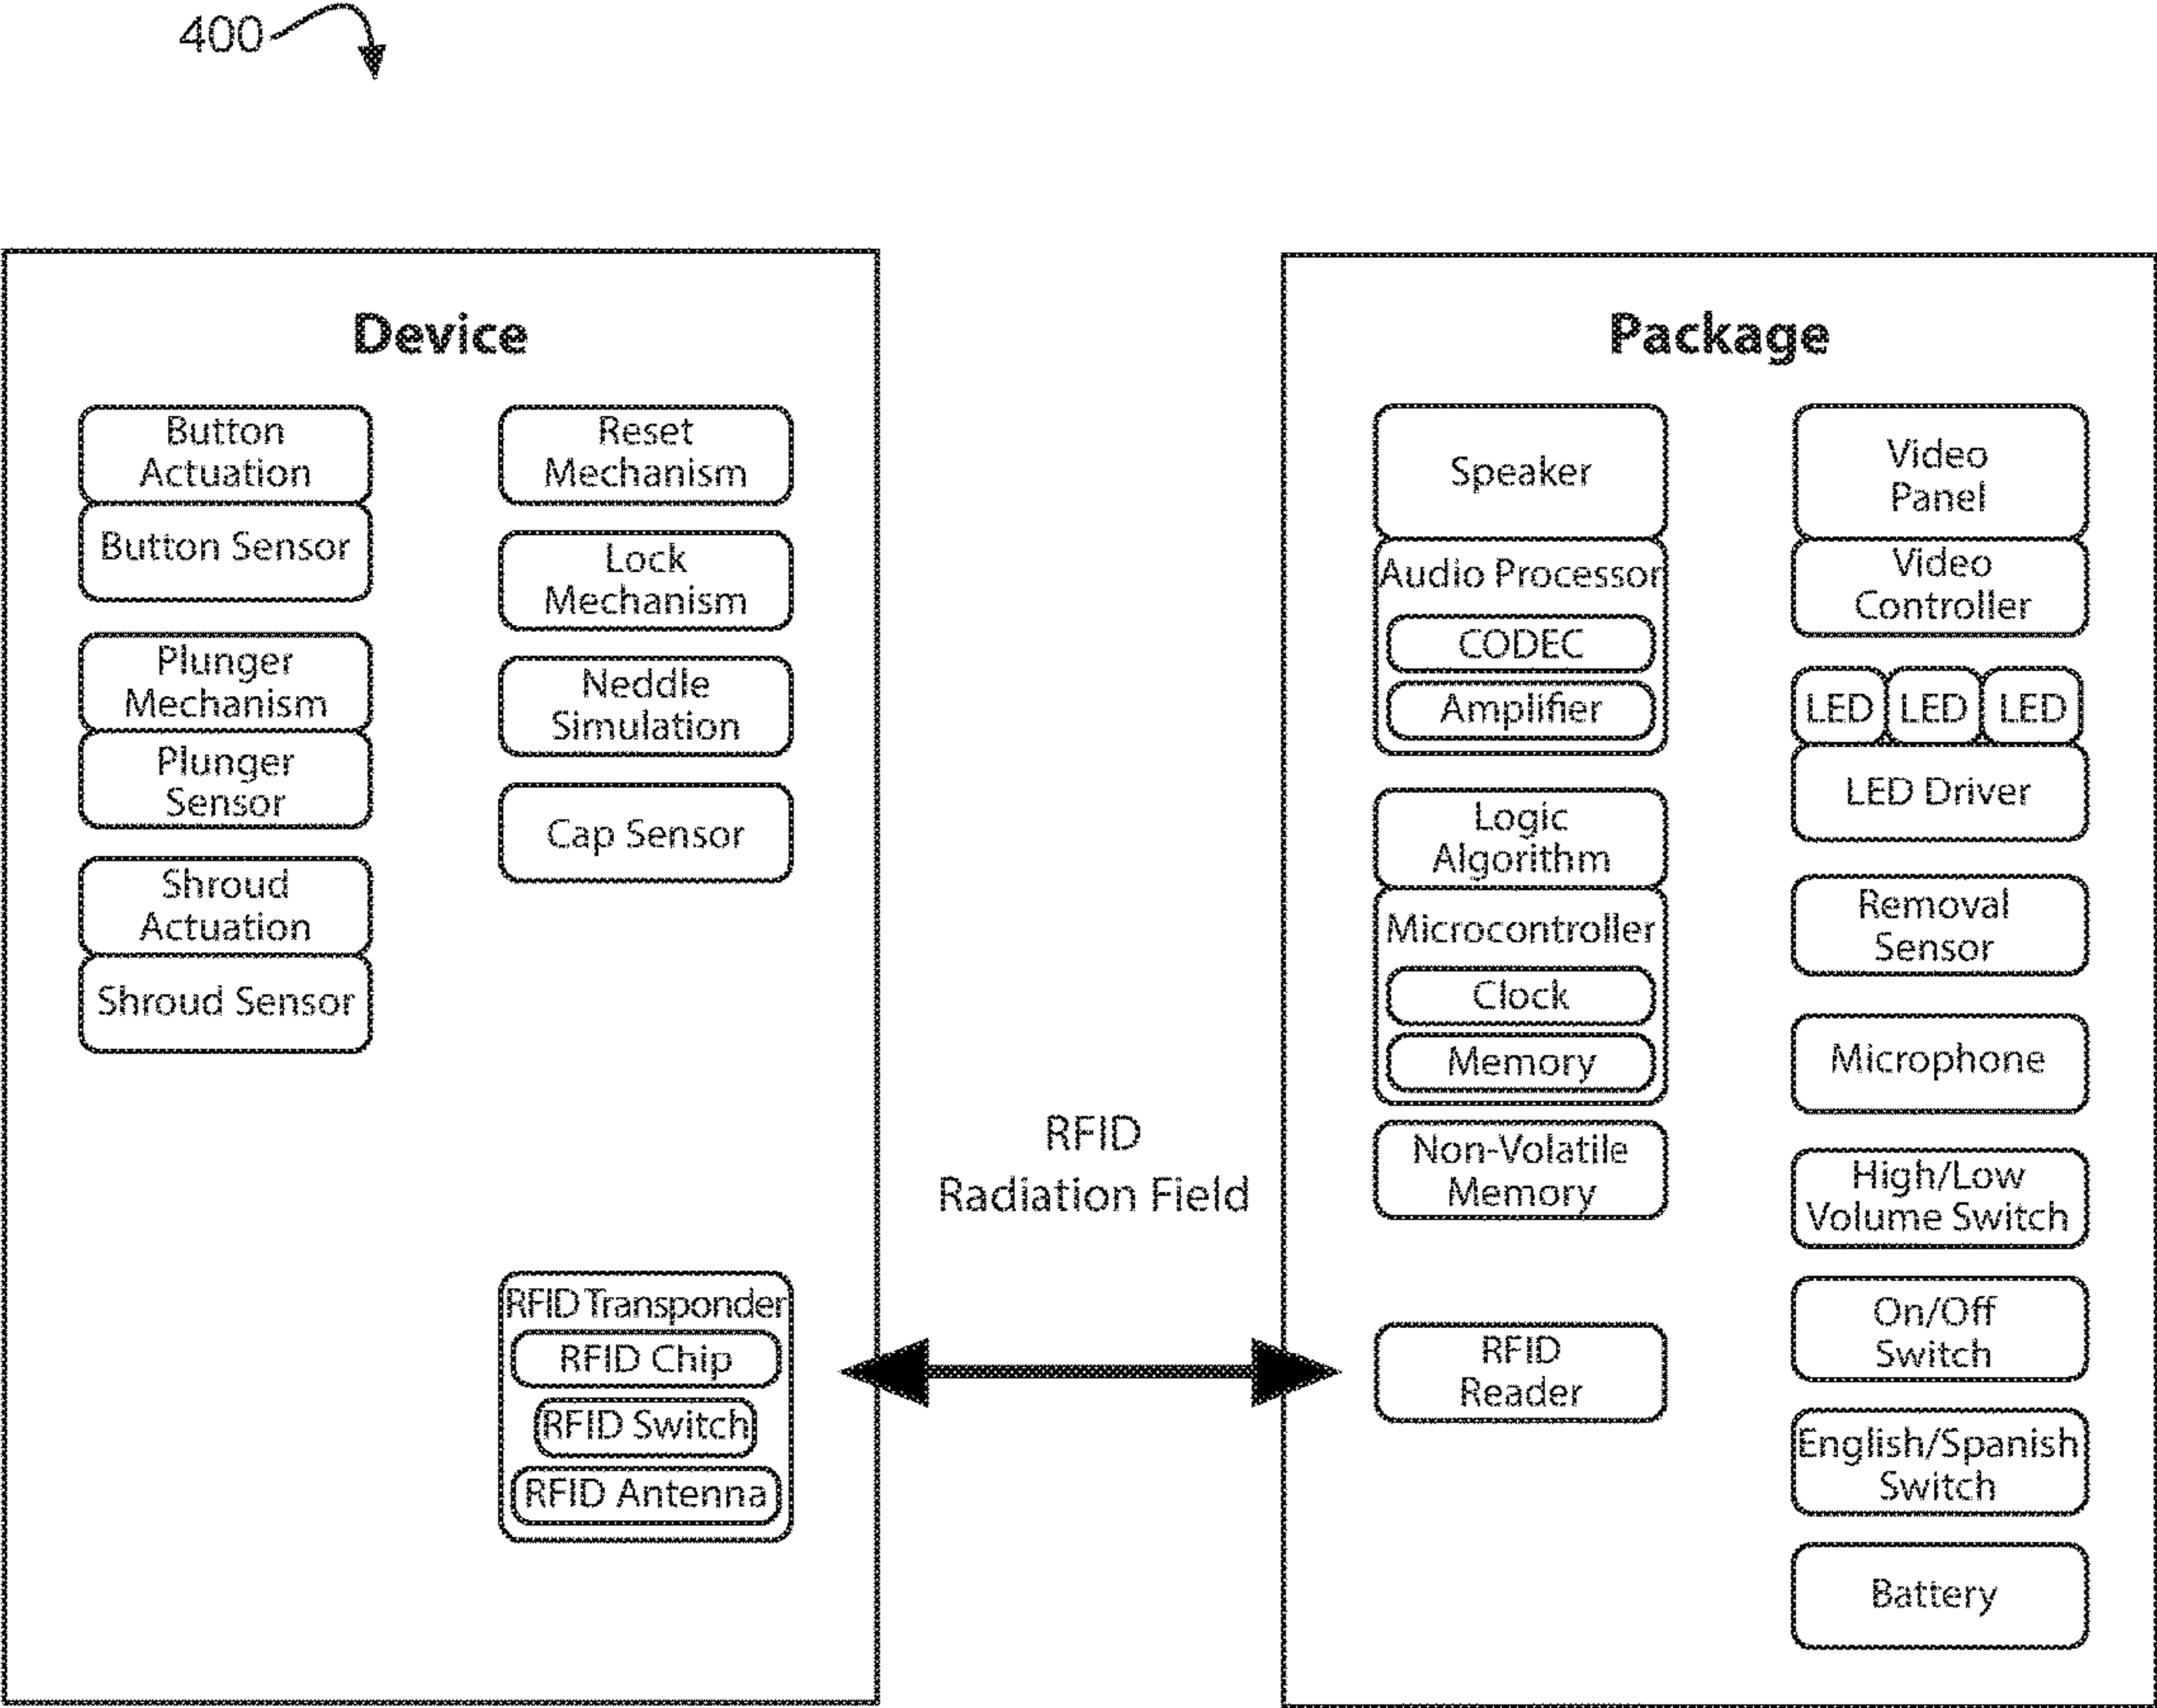 400
Device
Button
Actuation
Button Sensor
Plunger
Mechanism
Plunger
Sensor
Shroud
Actuation
Shroud Sensor
Reset
Mechanism
Lock
Mechanism
Neddle
Simulation
Cap Sensor
RFID Transponder
RFID Chip
RFID Switch
RFID Antenna
RFID
Radiation Field
Package
Speaker
Audio Processor
CODEC
Amplifier
Logic
Algorithm
Microcontroller
Clock
Memory
Non-Volatile
Memory
RFID
Reader
Video
Panel
Video
Controller
LED LED LED
LED Driver
Removal
Sensor
Microphone
High/Low
Volume Switch
On/Off
Switch
English/Spanish
Switch
Battery